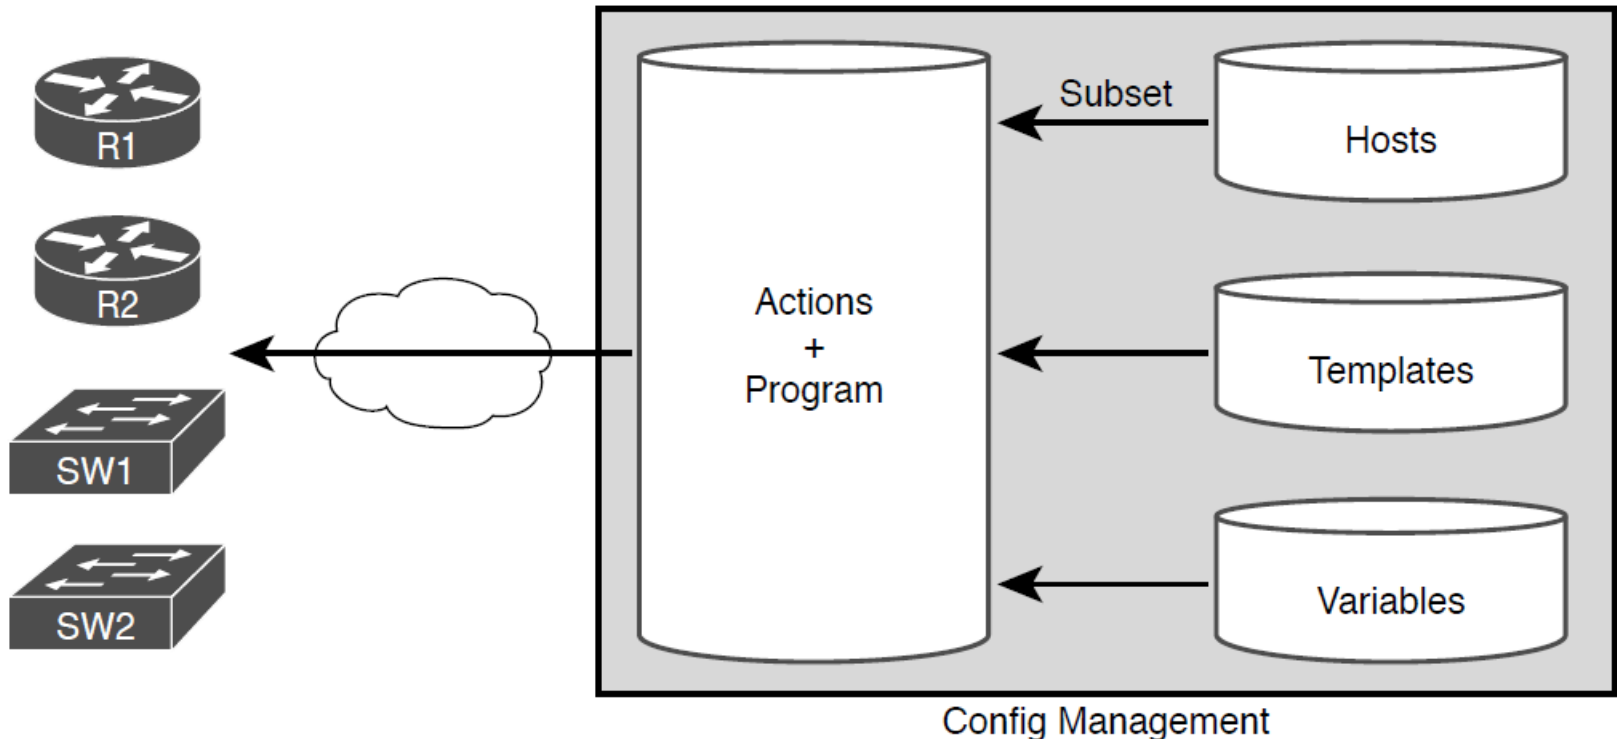 R1
R2
SW1
SW2
Actions
+
Program
Subset
Hosts
Templates
Variables
Config Management